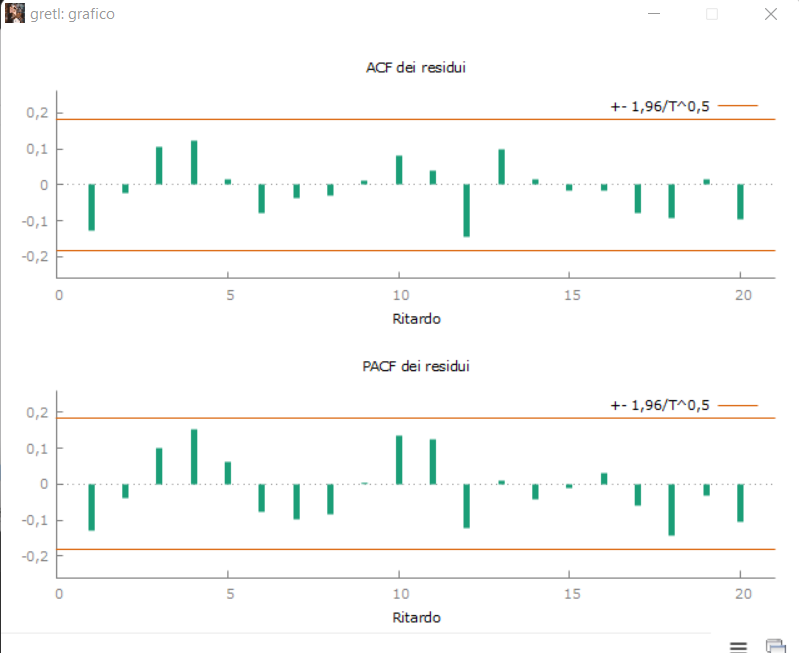 gretl: grafico
ACF dei residui
+- 1,96/T^0,5
0,2
0,1
0
-0,1
-0,2
0 5 10 15 20
Ritardo
PACF dei residui
+- 1,96/T^0,5
0,2
0,1
0
-0,1
-0,2
0 5 10 15 20
Ritardo